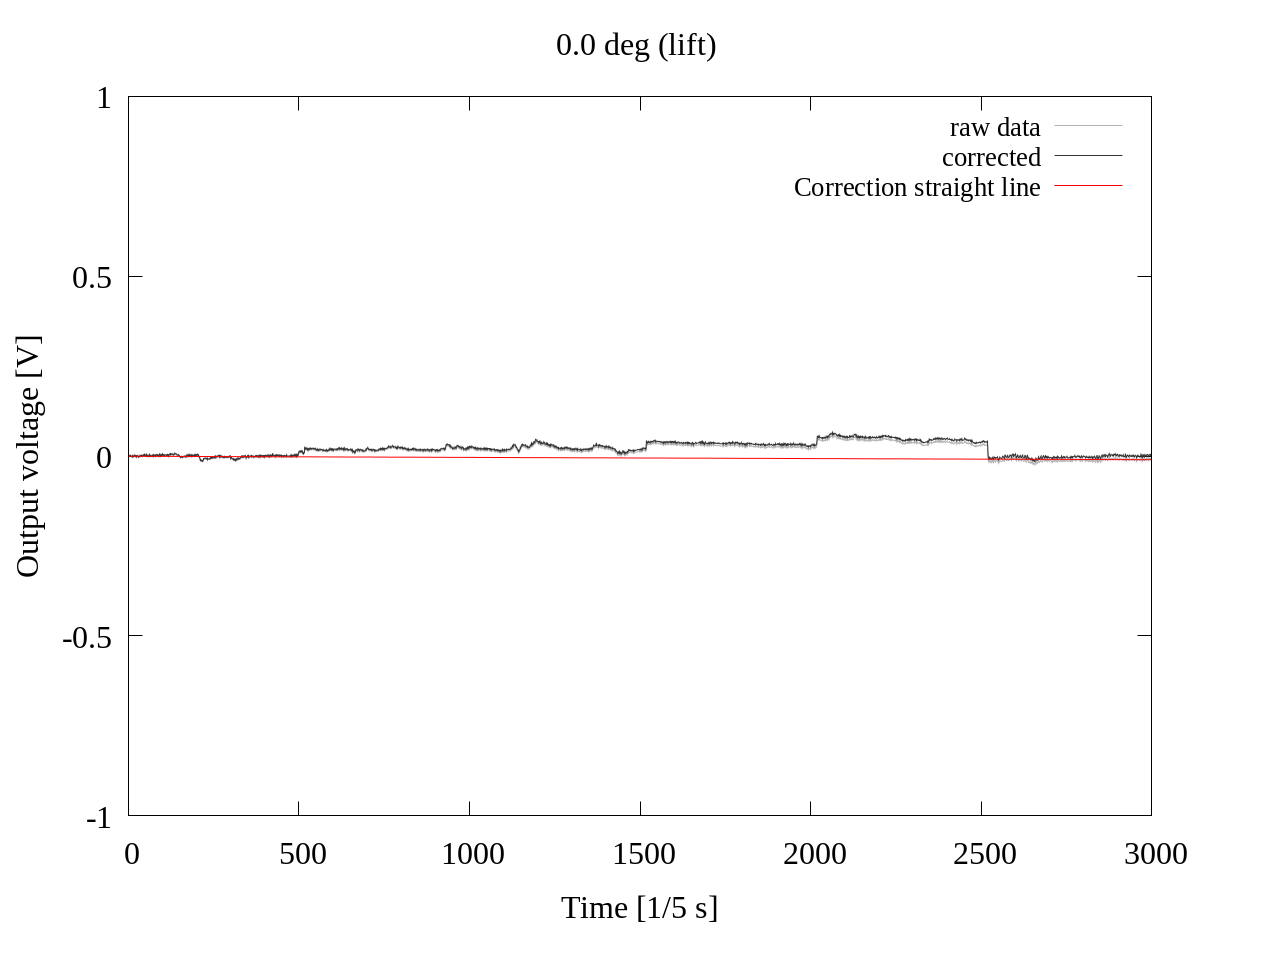 0.0 deg (lift)
1
raw data
corrected
Correction straight line
0.5
Output voltage [V]
0
-0.5
-1
0 500 1000 1500 2000 2500 3000
Time [1/5 s]